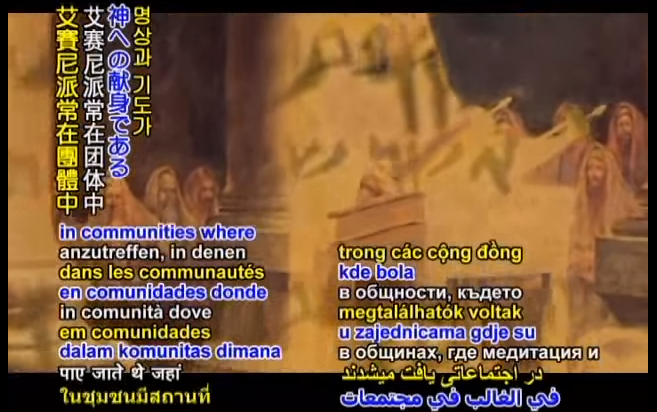 艾賽尼派常在團體中
艾赛尼派常在团体中
神への献身である
명상과 기도가
in communities where
anzutreffen, in denen
dans les communautés
en comunidades donde
in comunità dove
em comunidades
dalam komunitas dimana
पाए जाते थे जहां
ในชุมชนมีสถานที่
trong các cộng đồng
kde bola
в общности, където
megtalálhatók voltak
u zajednicama gdje su
в общинах, где медитация и
در اجتماعاتی یافت میشدند
في الغالب في مجتمعات